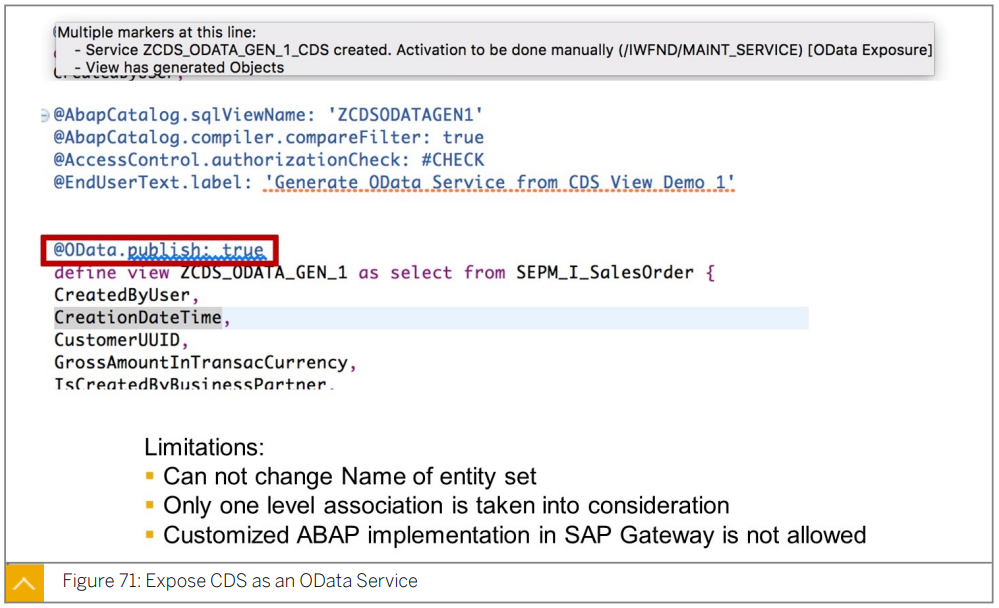 Multiple markers at this line:
- Service ZCDS_ODATA_GEN_1_CDS created. Activation to be done manually (/IWFND/MAINT_SERVICE) [OData Exposure]
- View has generated Objects
CreatedByUser,
@AbapCatalog.sqlViewName: 'ZCDSODATAGEN1'
@AbapCatalog.compiler.compareFilter: true
@AccessControl.authorizationCheck: #CHECK
@EndUserText.label: 'Generate OData Service from CDS View Demo 1'
@OData.publish: true
define view ZCDS_ODATA_GEN_1 as select from SEPM_I_SalesOrder {
CreatedByUser,
CreationDateTime,
CustomerUUID,
GrossAmountInTransacCurrency,
IsCreatedByBusinessPartner,
Limitations:
▪ Can not change Name of entity set
▪ Only one level association is taken into consideration
▪ Customized ABAP implementation in SAP Gateway is not allowed
Figure 71: Expose CDS as an OData Service